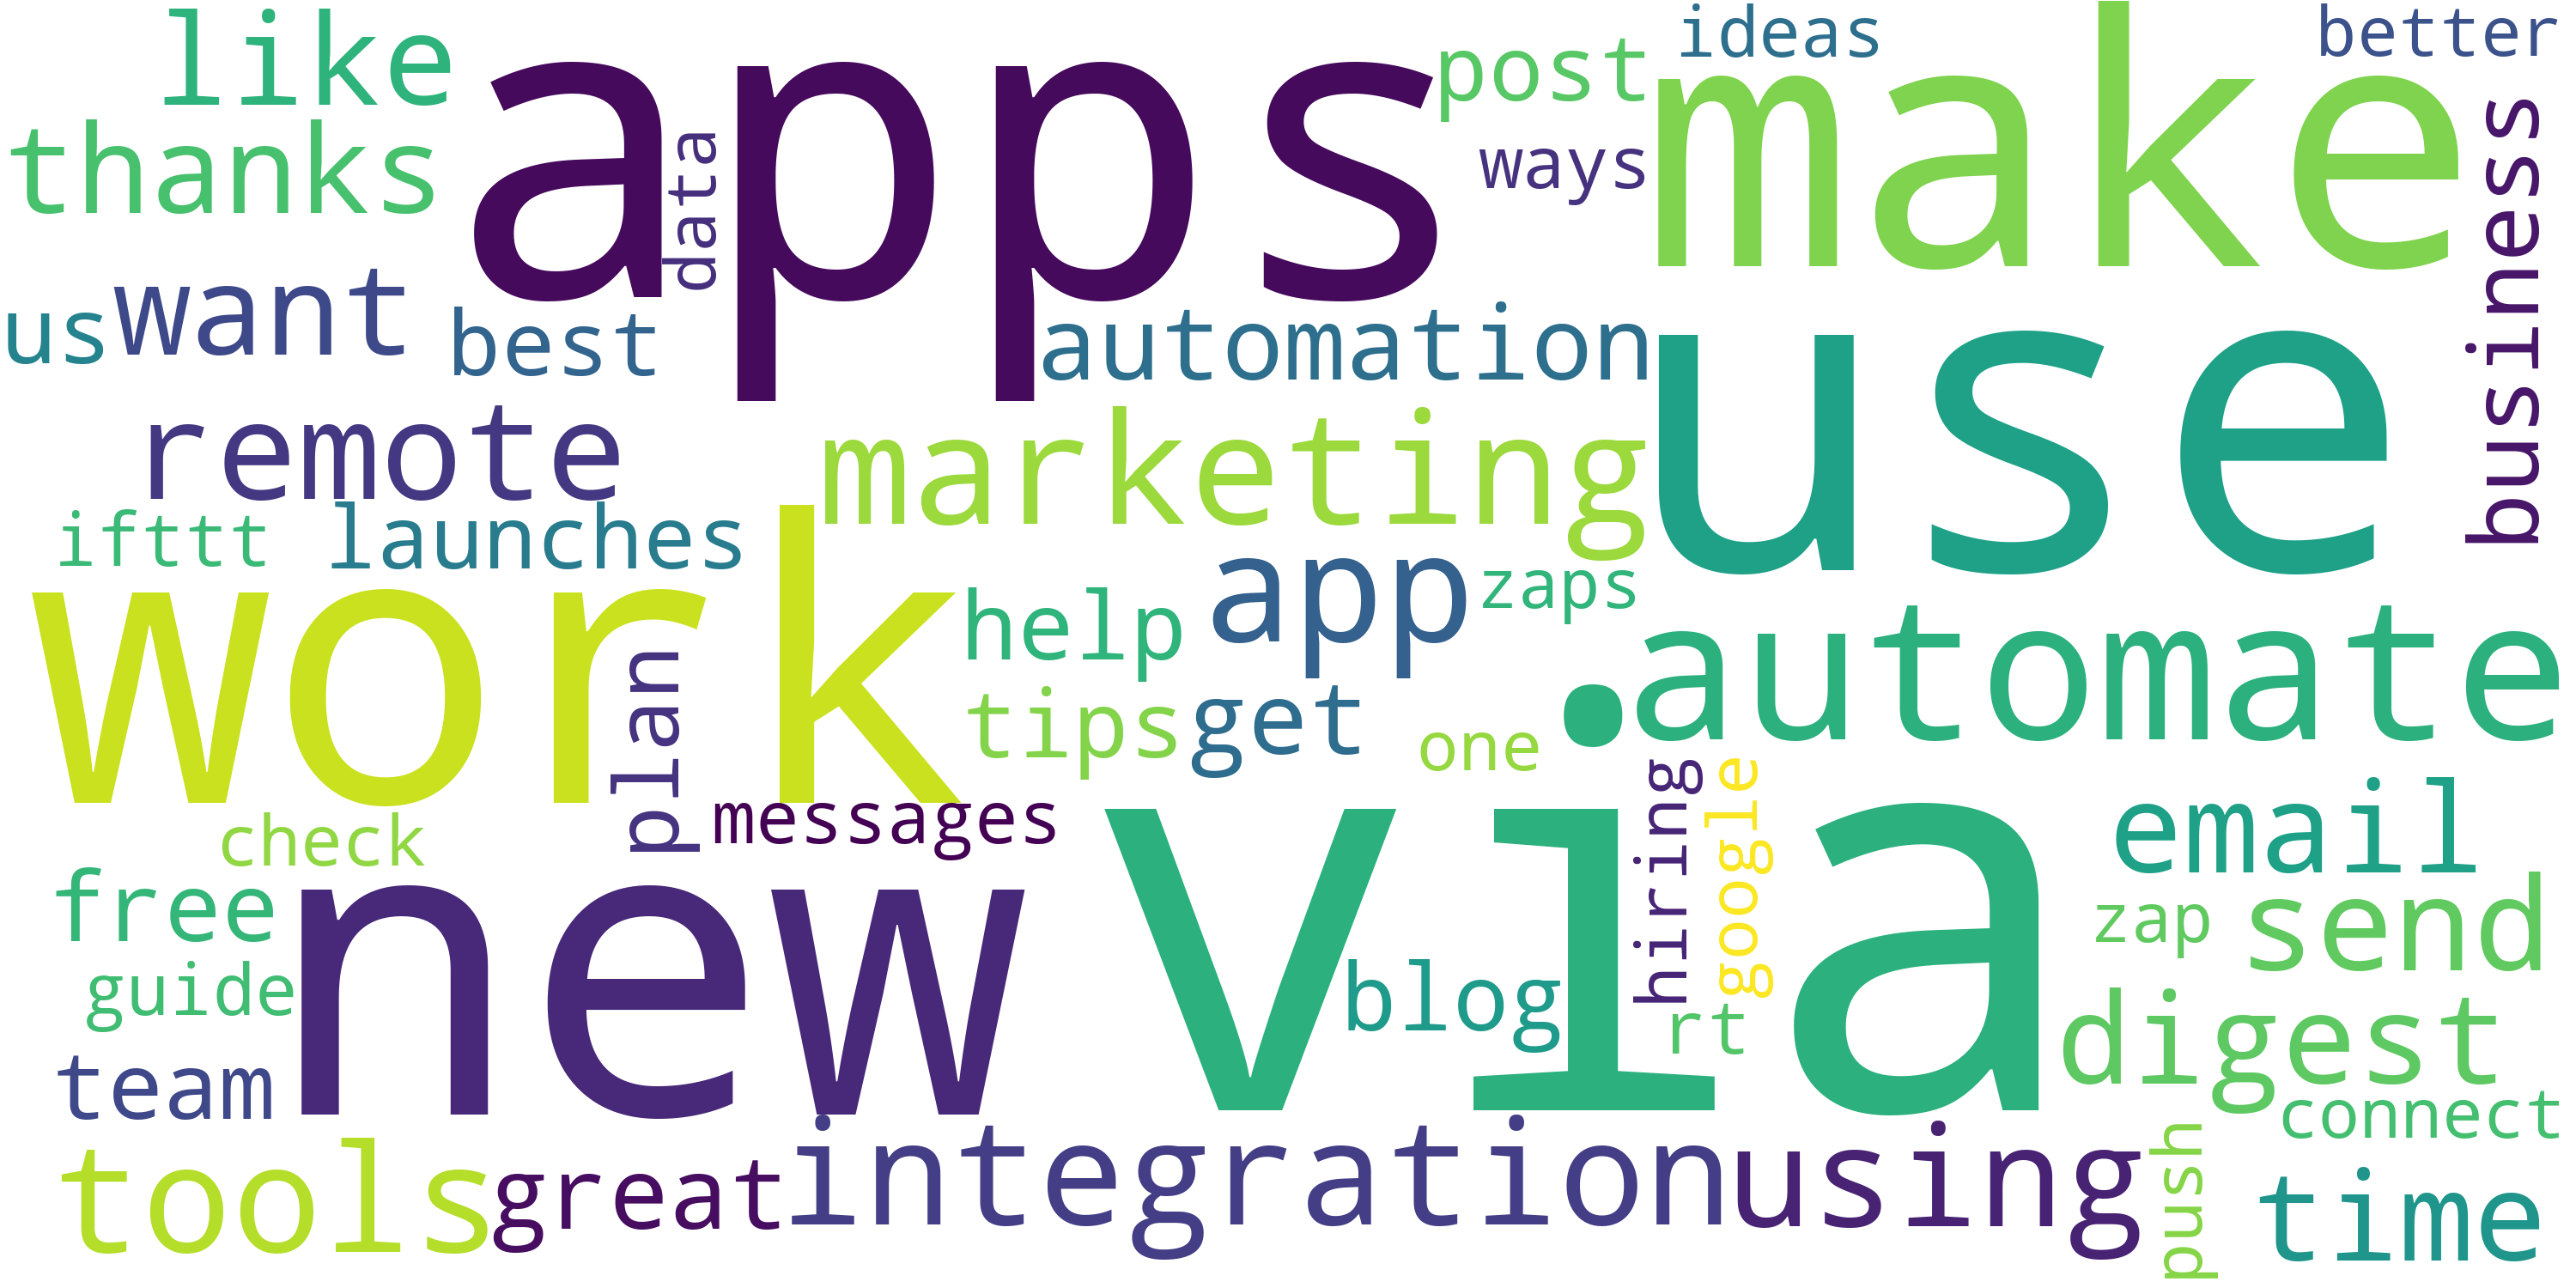 like
apps
post
ideas
make
better
thanks
data
ways
business
us
want
best
automation
use
remote
marketing
ifttt
launches
work
help
app
zaps
automate
plan
tips
get
one
check
messages
new
via
hiring
google
email
free
blog
zap
send
guide
rt
digest
team
connect
tools
great
integration
using
push
time